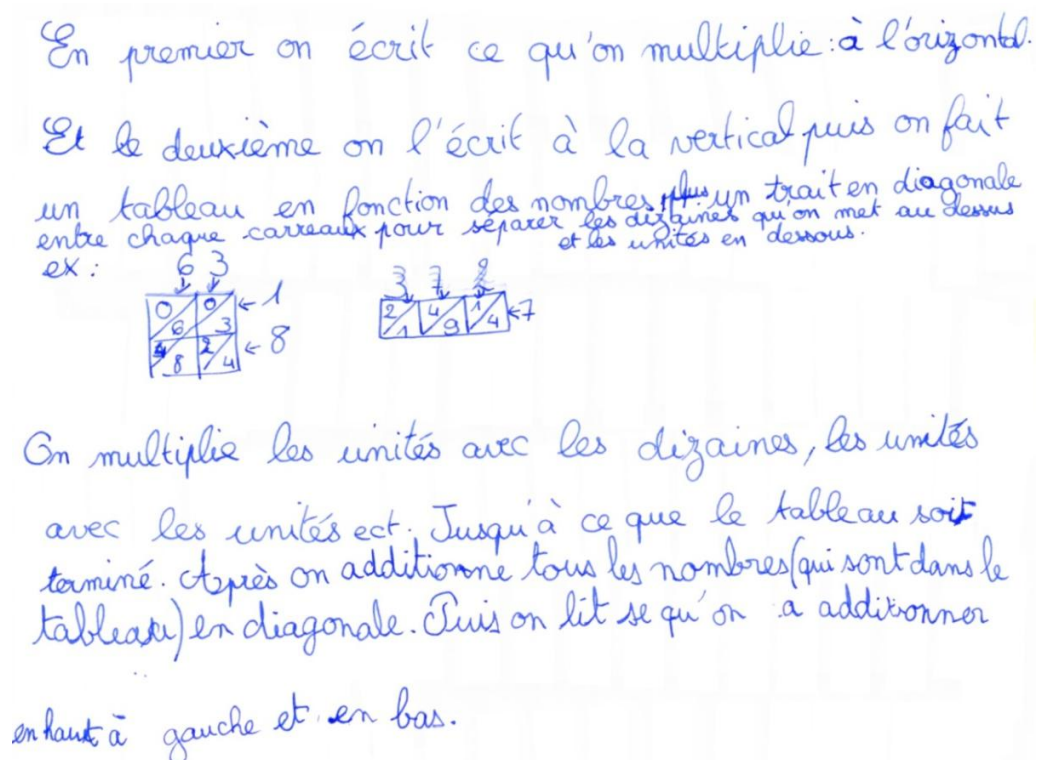 En premier on écrit ce qu'on multiplie : à l'orizontal.
Et le deuxième on l'écrit à la vertical puis on fait
un tableau en fonction des nombres plus un trait en diagonale
entre chaque carreaux pour séparer les dizaines qu'on met au dessus
et les unités en dessous.
ex :
6 3
0 6 0 3 ← 1
4 8 2 4 ← 8
3 7 2
2 1 4 9 1 4 ← 7
On multiplie les unités avec les dizaines, les unités
avec les unités ect. Jusqu'à ce que le tableau soit
terminé. Après on additionne tous les nombres (qui sont dans le
tableau) en diagonale. Puis on lit se qu'on a additionner
en haut à gauche et en bas.